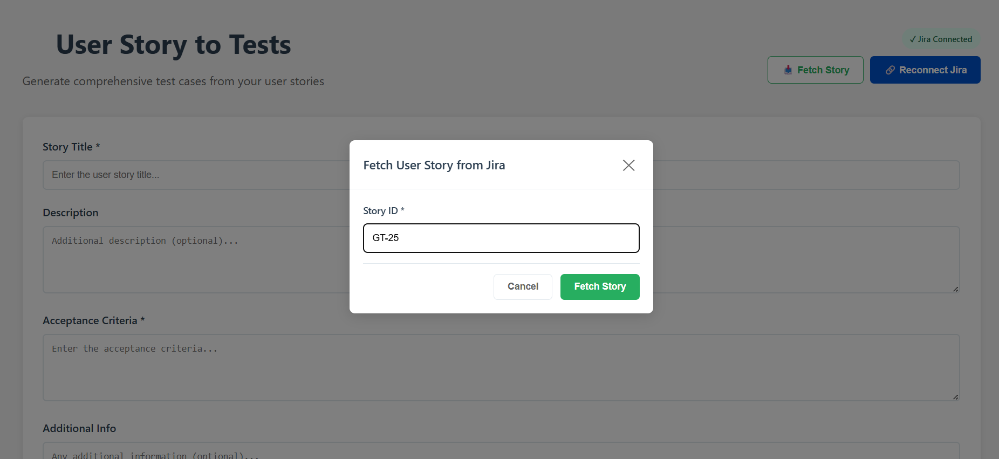 User Story to Tests
Generate comprehensive test cases from your user stories
✓ Jira Connected
Fetch Story
Reconnect Jira
Story Title *
Enter the user story title...
Description
Additional description (optional)...
Acceptance Criteria *
Enter the acceptance criteria...
Additional Info
Any additional information (optional)...
Fetch User Story from Jira
Story ID *
GT-25
Cancel
Fetch Story